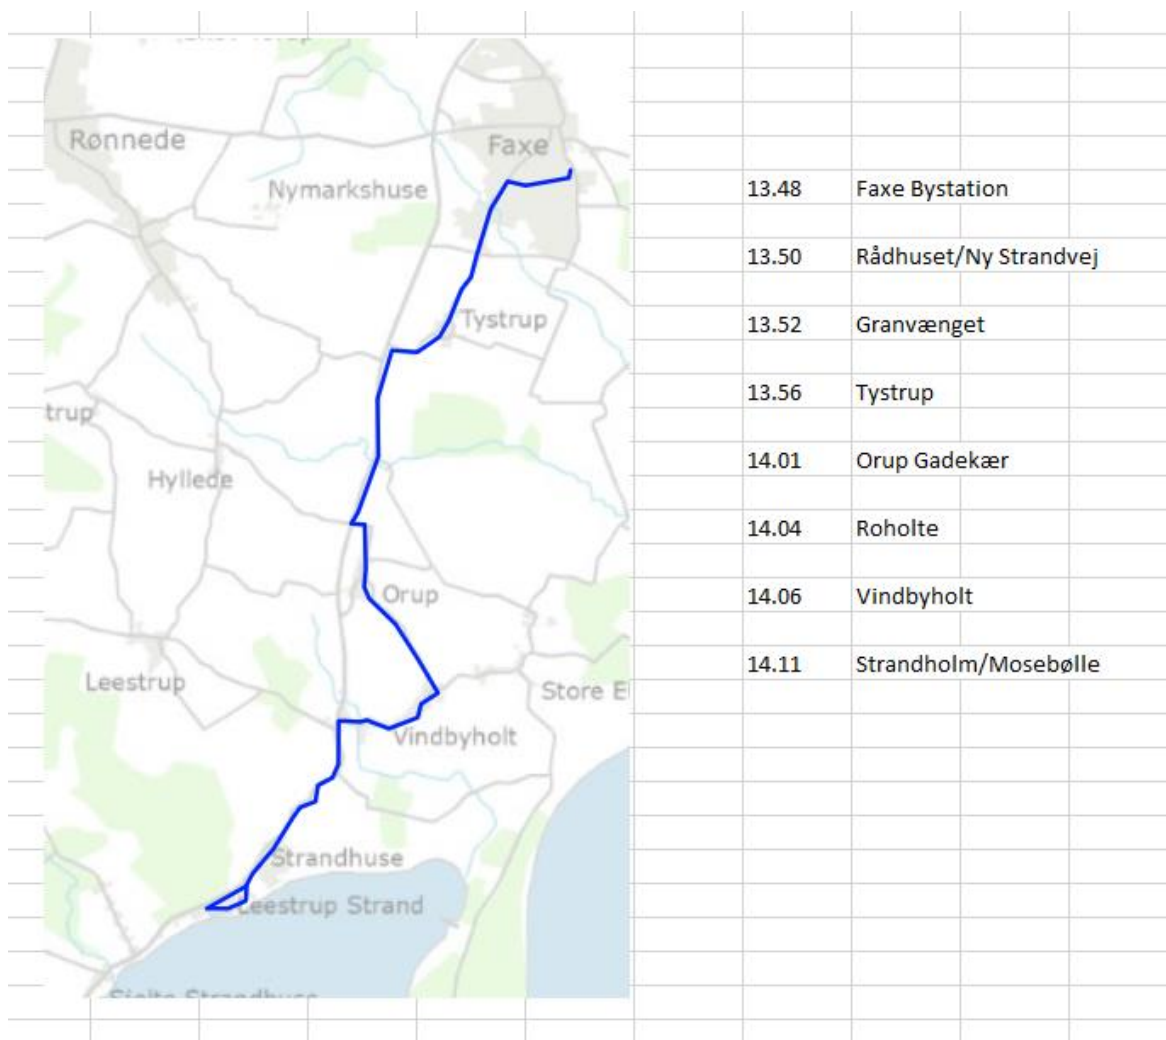 Rønnede
Faxe
Nymarkshuse
Tystrup
trup
Hyllede
Orup
Leestrup
Store E
Vindbyholt
Strandhuse
Leestrup Strand
13.48 Faxe Bystation
13.50 Rådhuset/Ny Strandvej
13.52 Granvænget
13.56 Tystrup
14.01 Orup Gadekær
14.04 Roholte
14.06 Vindbyholt
14.11 Strandholm/Mosebølle